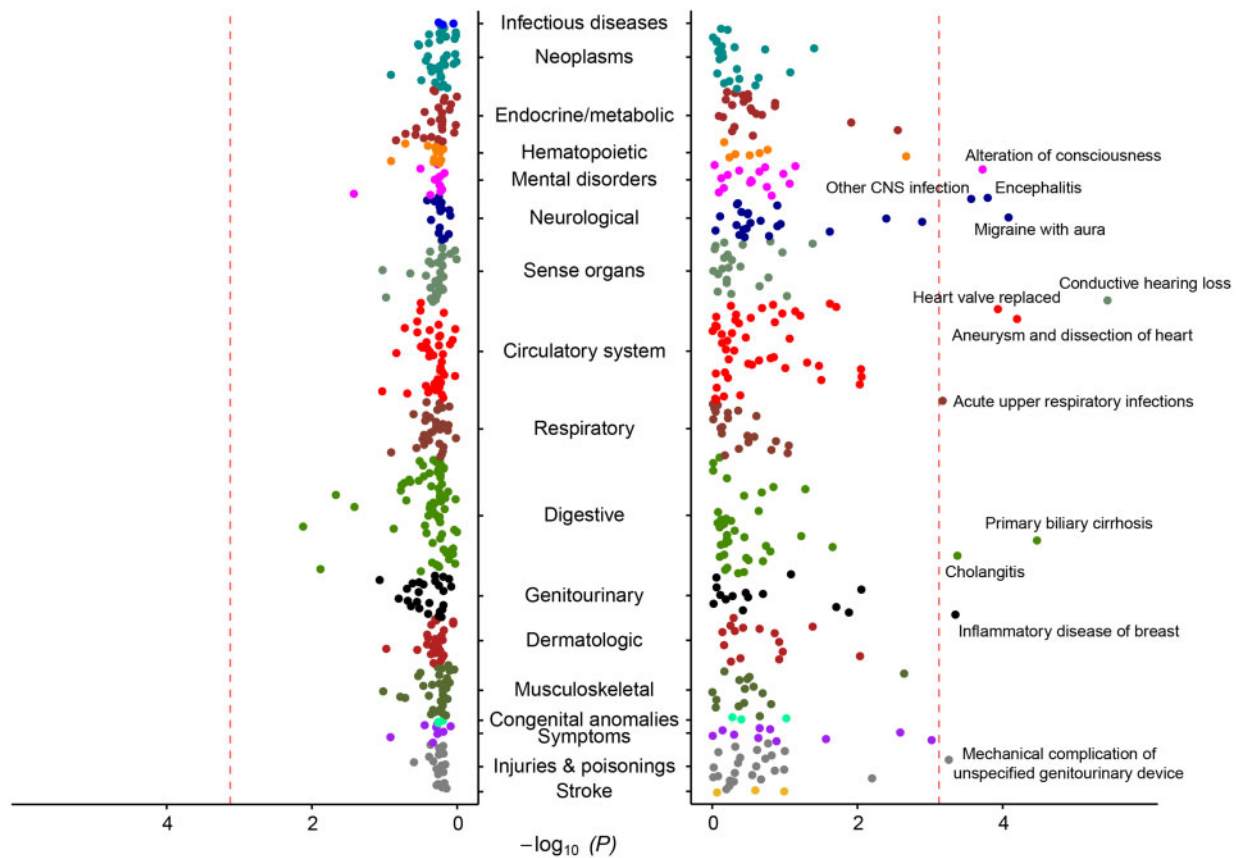 Infectious diseases
Neoplasms
Endocrine/metabolic
Hematopoietic
Alteration of consciousness
Mental disorders
Other CNS infection
Encephalitis
Neurological
Migraine with aura
Sense organs
Conductive hearing loss
Heart valve replaced
Aneurysm and dissection of heart
Circulatory system
Acute upper respiratory infections
Respiratory
Digestive
Primary biliary cirrhosis
Cholangitis
Genitourinary
Inflammatory disease of breast
Dermatologic
Musculoskeletal
Congenital anomalies
Symptoms
Mechanical complication of
unspecified genitourinary device
Injuries & poisonings
Stroke
4 2 0 0 2 4 6
−log₁₀ (P)